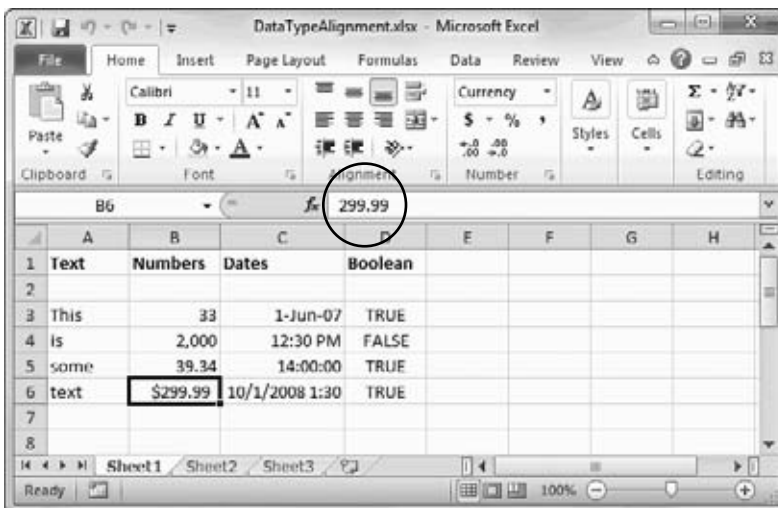 DataTypeAlignment.xlsx - Microsoft Excel
File Home Insert Page Layout Formulas Data Review View
Calibri 11 Currency
Paste B I U A A $ % , Styles Cells Σ
A
Clipboard Font Alignment Number Editing
B6 fx 299.99
A B C D E F G H
1 Text Numbers Dates Boolean
2
3 This 33 1-Jun-07 TRUE
4 is 2,000 12:30 PM FALSE
5 some 39.34 14:00:00 TRUE
6 text $299.99 10/1/2008 1:30 TRUE
7
8
Sheet1 Sheet2 Sheet3
Ready 100%